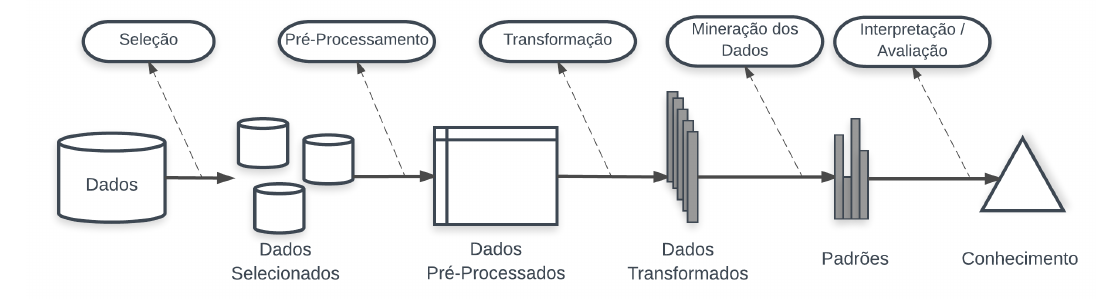 Seleção
Pré-Processamento
Transformação
Mineração dos
Dados
Interpretação /
Avaliação
Dados
Dados
Selecionados
Dados
Pré-Processados
Dados
Transformados
Padrões
Conhecimento